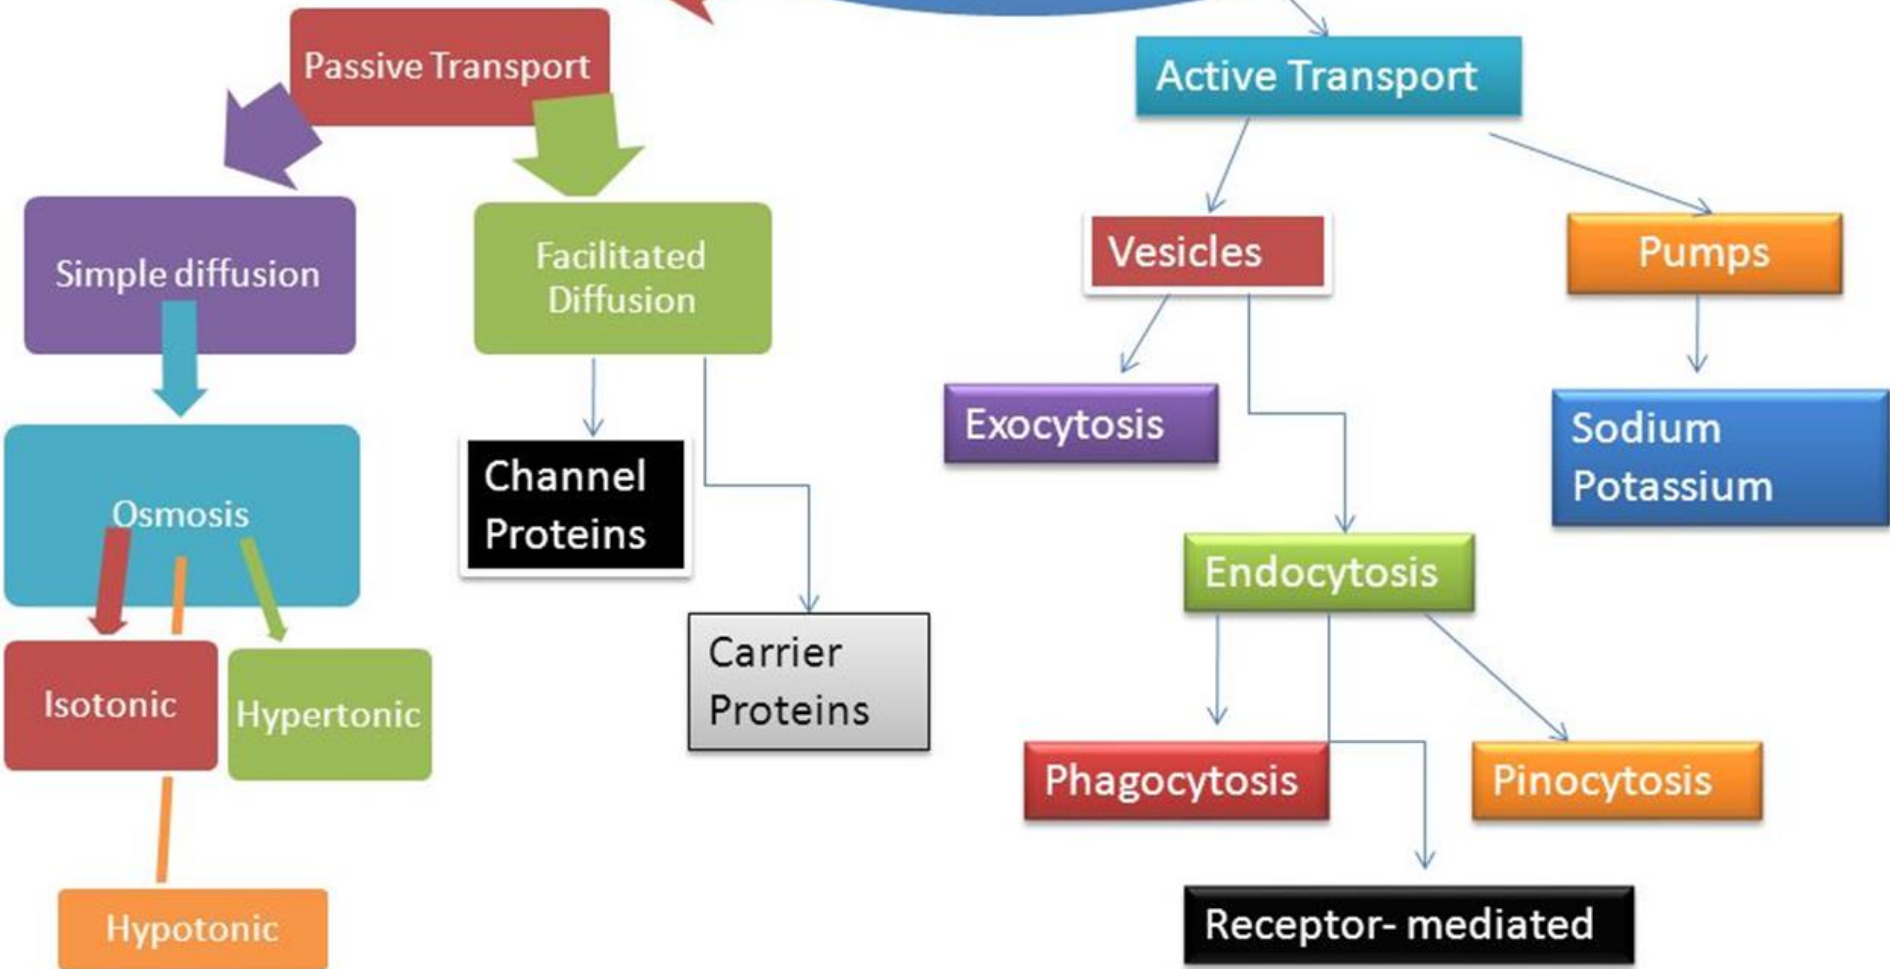 Passive Transport
Active Transport
Simple diffusion
Facilitated
Diffusion
Vesicles
Pumps
Osmosis
Channel
Proteins
Exocytosis
Sodium
Potassium
Endocytosis
Isotonic
Hypertonic
Carrier
Proteins
Phagocytosis
Pinocytosis
Hypotonic
Receptor- mediated